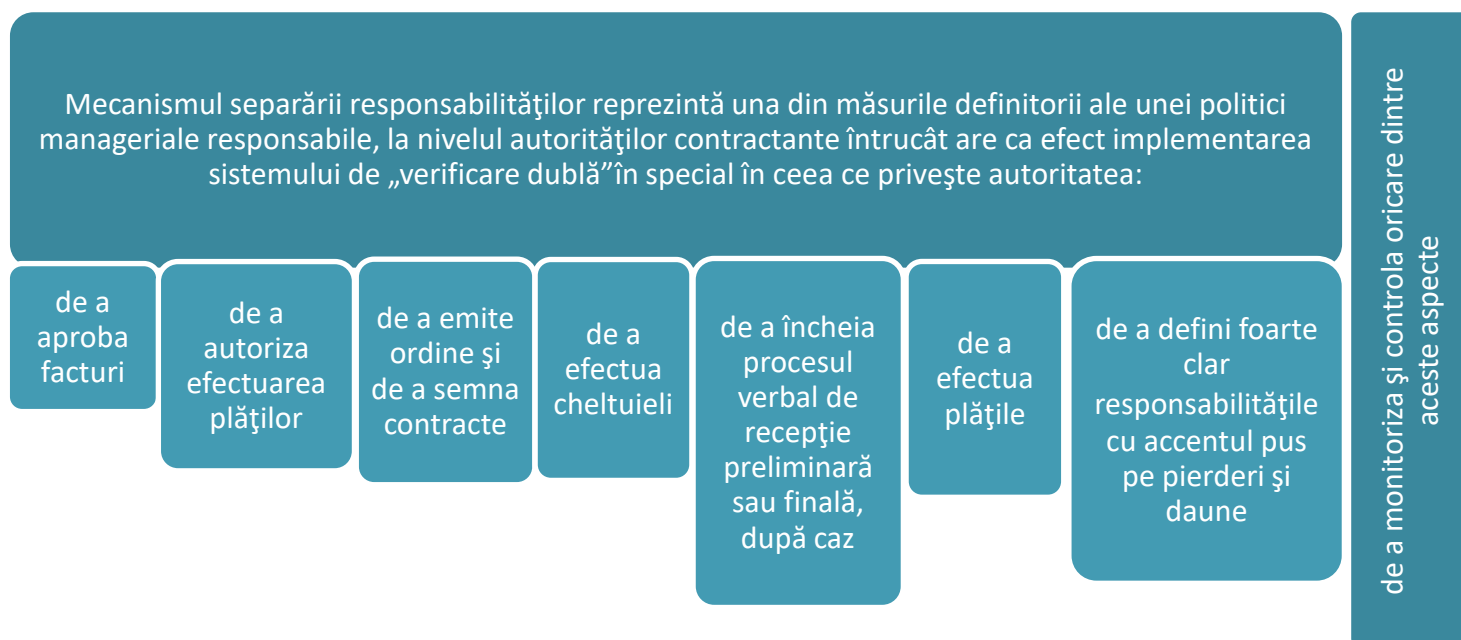 Mecanismul separării responsabilităţilor reprezintă una din măsurile definitorii ale unei politici
manageriale responsabile, la nivelul autorităţilor contractante întrucât are ca efect implementarea
sistemului de „verificare dublă”în special în ceea ce priveşte autoritatea:
de a
aproba
facturi
de a
autoriza
efectuarea
plăţilor
de a emite
ordine şi
de a semna
contracte
de a
efectua
cheltuieli
de a încheia
procesul
verbal de
recepţie
preliminară
sau finală,
după caz
de a
efectua
plăţile
de a defini foarte
clar
responsabilităţile
cu accentul pus
pe pierderi şi
daune
de a monitoriza şi controla oricare dintre
aceste aspecte